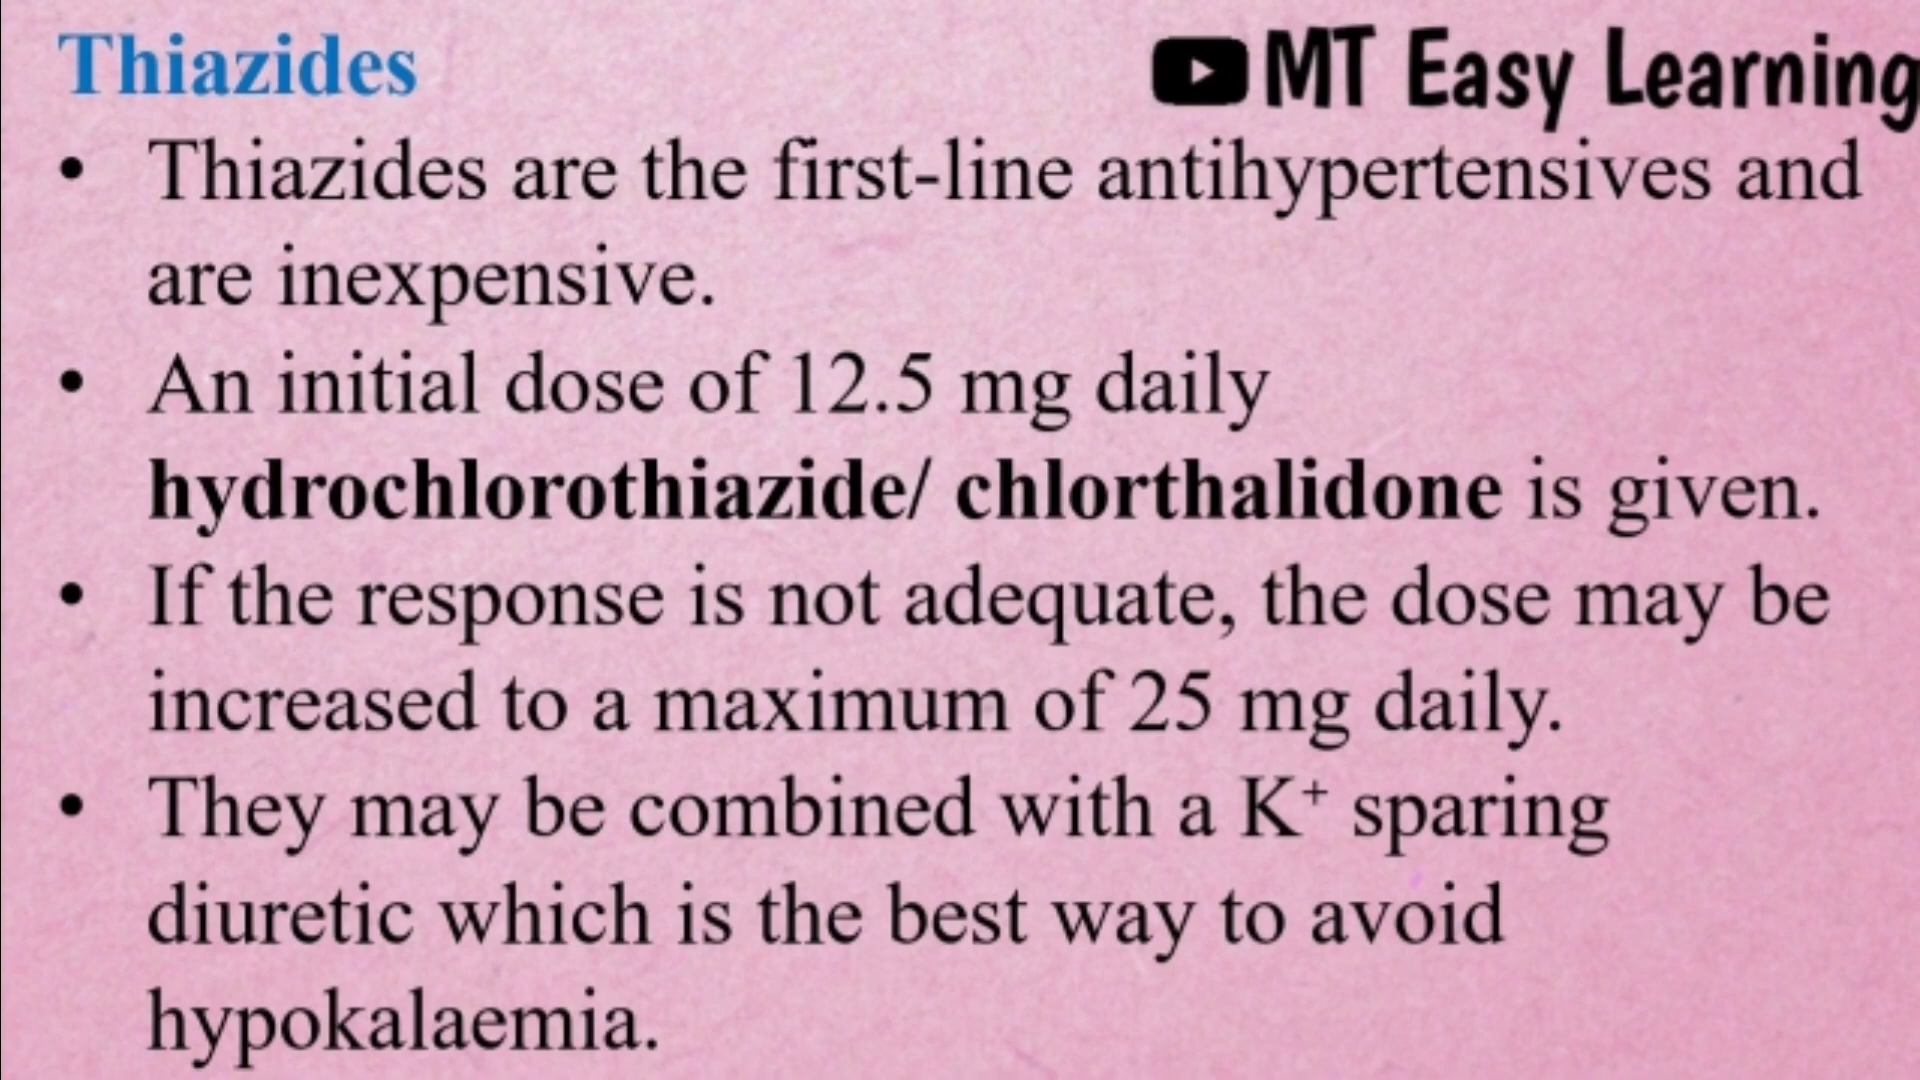 Thiazides
MT Easy Learning
• Thiazides are the first-line antihypertensives and
are inexpensive.
• An initial dose of 12.5 mg daily
hydrochlorothiazide/ chlorthalidone is given.
• If the response is not adequate, the dose may be
increased to a maximum of 25 mg daily.
• They may be combined with a K⁺ sparing
diuretic which is the best way to avoid
hypokalaemia.